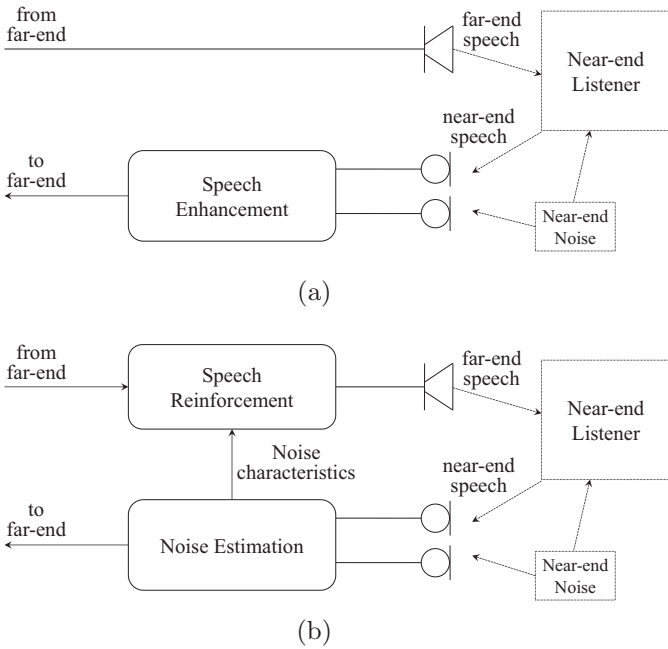 from
far-end
far-end
speech
Near-end
Listener
near-end
speech
to
far-end
Speech
Enhancement
Near-end
Noise
(a)
from
far-end
Speech
Reinforcement
far-end
speech
Near-end
Listener
Noise
characteristics
near-end
speech
to
far-end
Noise Estimation
Near-end
Noise
(b)